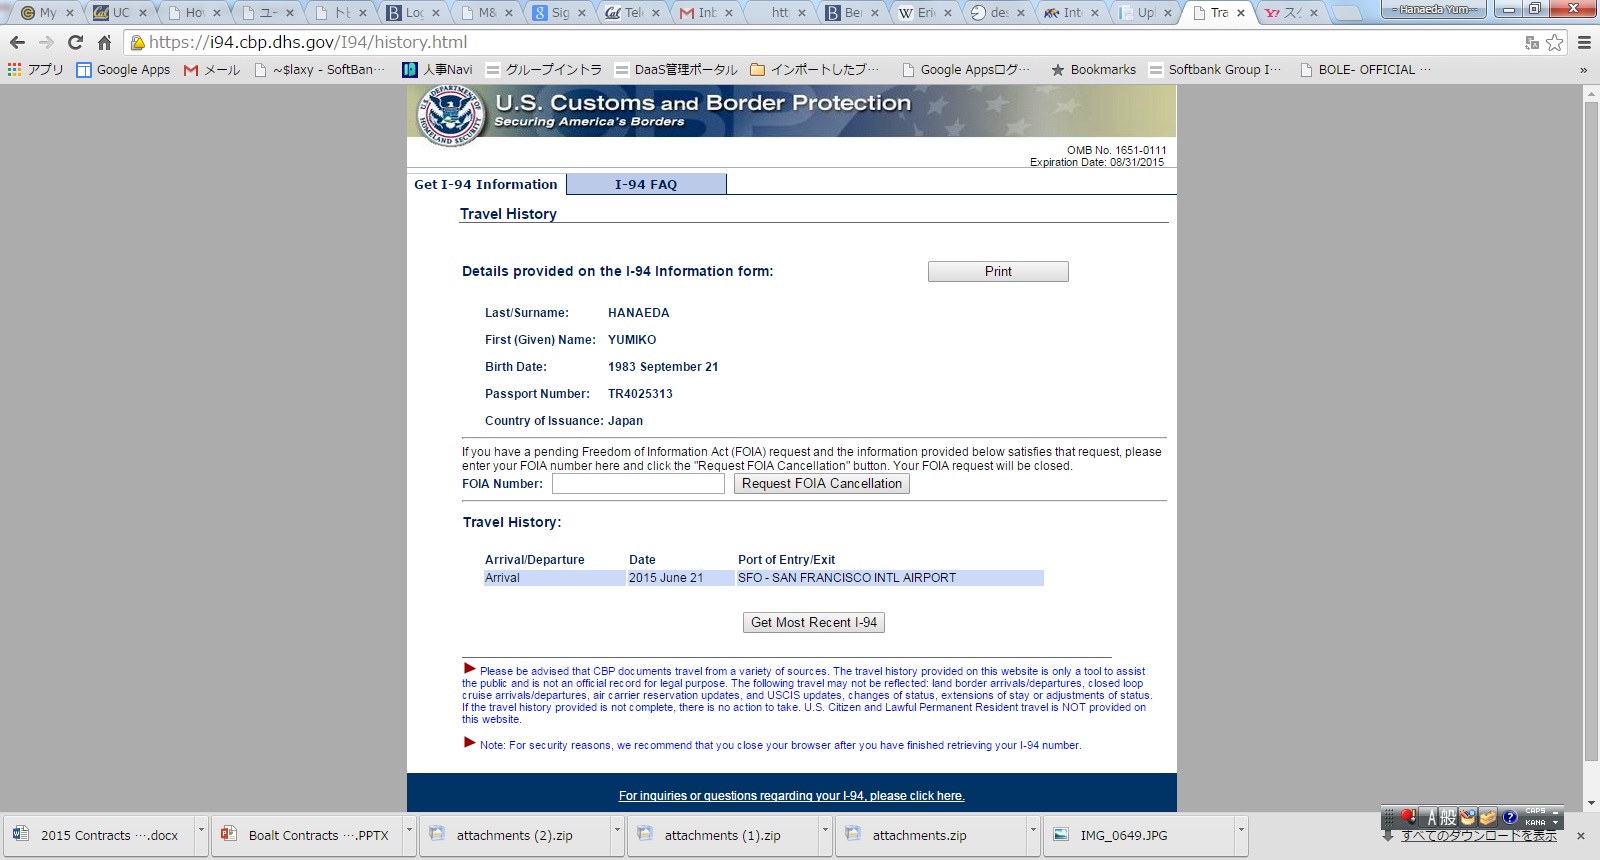 My
UC
How
ユー
トヒ
Log
M&
Sig
Cal Tele
Inb
htt
Ber
W Eric
des
Inte
Upl
Tra
Y! スク
Hanaeda Yum…
https://i94.cbp.dhs.gov/I94/history.html
アプリ Google Apps メール ~$laxy - SoftBan… 人事Navi グループイントラ DaaS管理ポータル インポートしたブ… Google Appsログ… Bookmarks Softbank Group I… BOLE- OFFICIAL … »
U.S. DEPARTMENT OF HOMELAND SECURITY
U.S. Customs and Border Protection
Securing America's Borders
OMB No. 1651-0111
Expiration Date: 08/31/2015
Get I-94 Information I-94 FAQ
Travel History
Details provided on the I-94 Information form: Print
Last/Surname: HANAEDA
First (Given) Name: YUMIKO
Birth Date: 1983 September 21
Passport Number: TR4025313
Country of Issuance: Japan
If you have a pending Freedom of Information Act (FOIA) request and the information provided below satisfies that request, please
enter your FOIA number here and click the "Request FOIA Cancellation" button. Your FOIA request will be closed.
FOIA Number: Request FOIA Cancellation
Travel History:
Arrival/Departure Date Port of Entry/Exit
Arrival 2015 June 21 SFO - SAN FRANCISCO INTL AIRPORT
Get Most Recent I-94
Please be advised that CBP documents travel from a variety of sources. The travel history provided on this website is only a tool to assist
the public and is not an official record for legal purpose. The following travel may not be reflected: land border arrivals/departures, closed loop
cruise arrivals/departures, air carrier reservation updates, and USCIS updates, changes of status, extensions of stay or adjustments of status.
If the travel history provided is not complete, there is no action to take. U.S. Citizen and Lawful Permanent Resident travel is NOT provided on
this website.
Note: For security reasons, we recommend that you close your browser after you have finished retrieving your I-94 number.
For inquiries or questions regarding your I-94, please click here.
A 般 CAPS
KANA
2015 Contracts ….docx Boalt Contracts ….PPTX attachments (2).zip attachments (1).zip attachments.zip IMG_0649.JPG すべてのダウンロードを表示